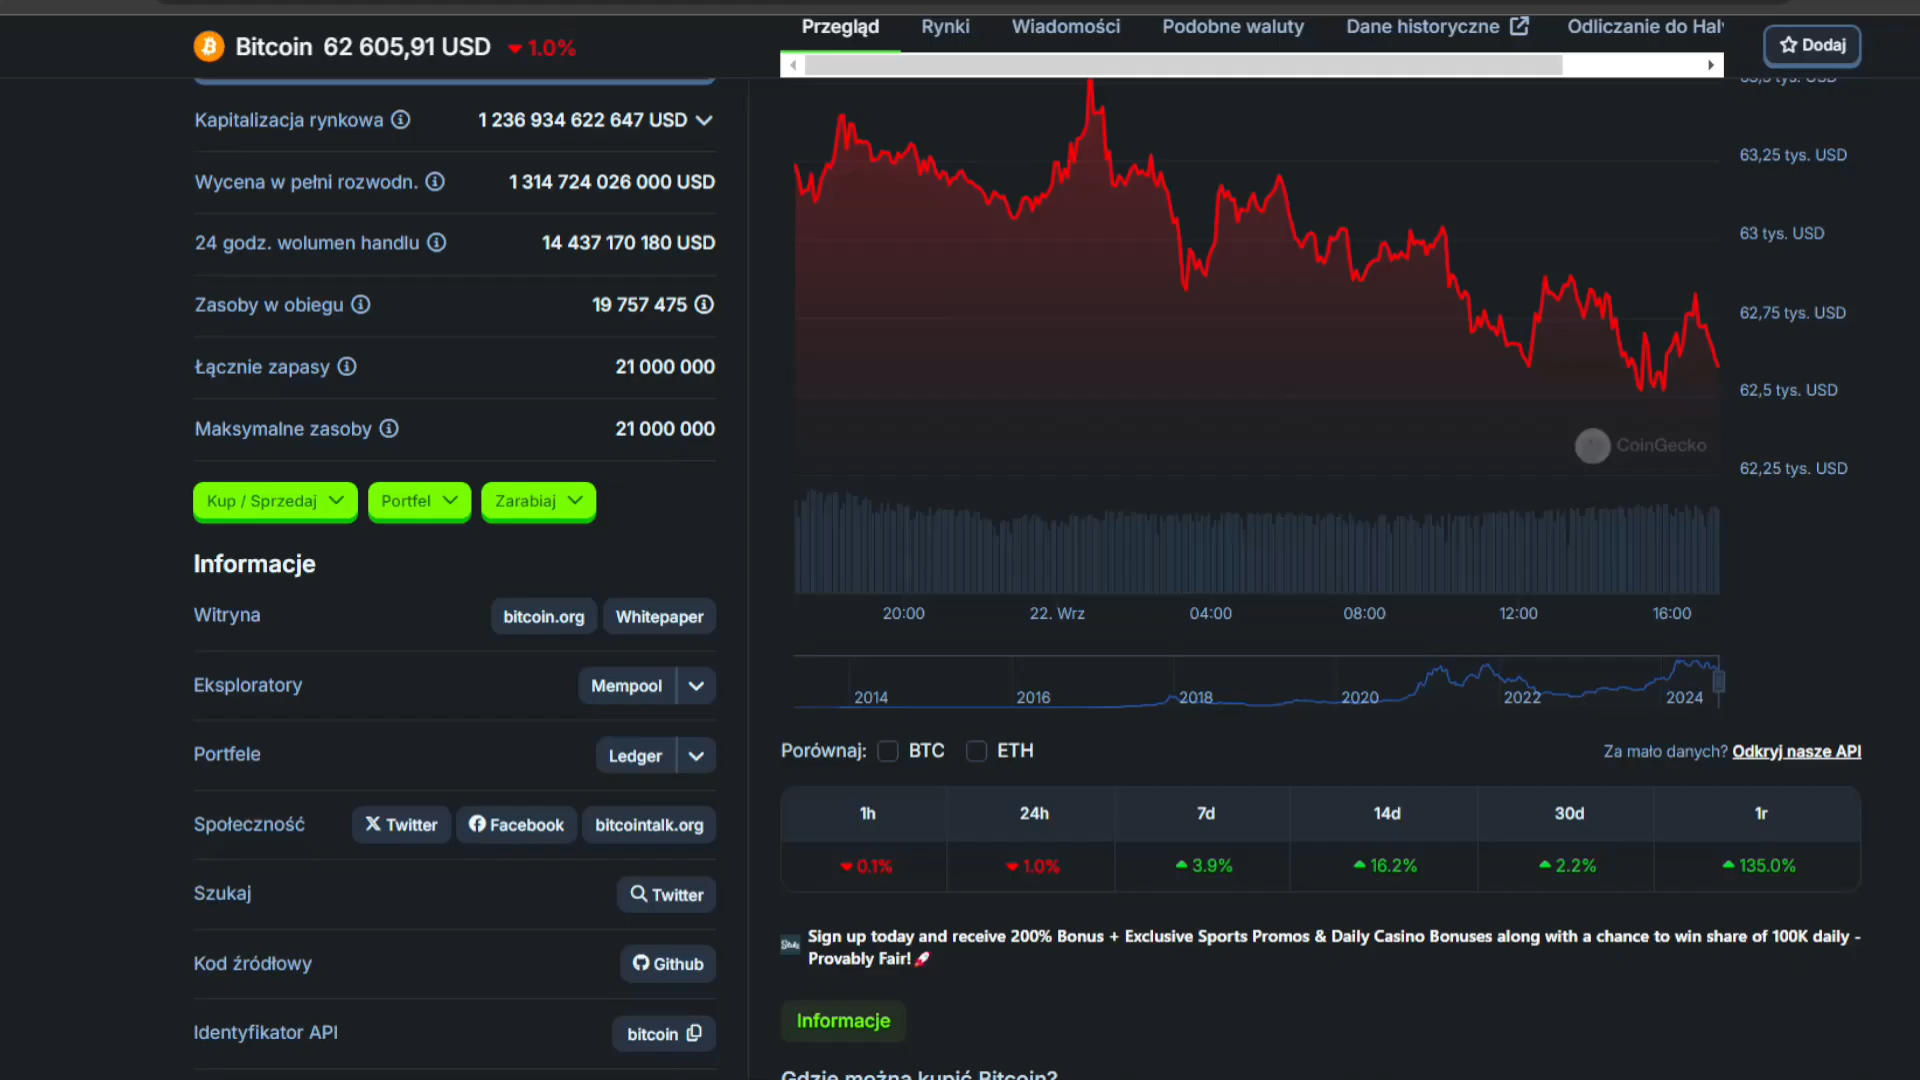 Bitcoin 62 605,91 USD 1.0%
Przegląd Rynki Wiadomości Podobne waluty Dane historyczne Odliczanie do Hal
Dodaj
Kapitalizacja rynkowa 1 236 934 622 647 USD
Wycena w pełni rozwodn. 1 314 724 026 000 USD
24 godz. wolumen handlu 14 437 170 180 USD
Zasoby w obiegu 19 757 475
Łącznie zapasy 21 000 000
Maksymalne zasoby 21 000 000
Kup / Sprzedaj Portfel Zarabiaj
Informacje
Witryna bitcoin.org Whitepaper
Eksploratory Mempool
Portfele Ledger
Społeczność Twitter Facebook bitcointalk.org
Szukaj Twitter
Kod źródłowy Github
Identyfikator API bitcoin
63,5 tys. USD
63,25 tys. USD
63 tys. USD
62,75 tys. USD
62,5 tys. USD
CoinGecko
62,25 tys. USD
20:00 22. Wrz 04:00 08:00 12:00 16:00
2014 2016 2018 2020 2022 2024
Porównaj: BTC ETH
Za mało danych? Odkryj nasze API
1h 24h 7d 14d 30d 1r
0.1% 1.0% 3.9% 16.2% 2.2% 135.0%
Stake
Sign up today and receive 200% Bonus + Exclusive Sports Promos & Daily Casino Bonuses along with a chance to win share of 100K daily -
Provably Fair!🚀
Informacje
Gdzie można kupić Bitcoin?